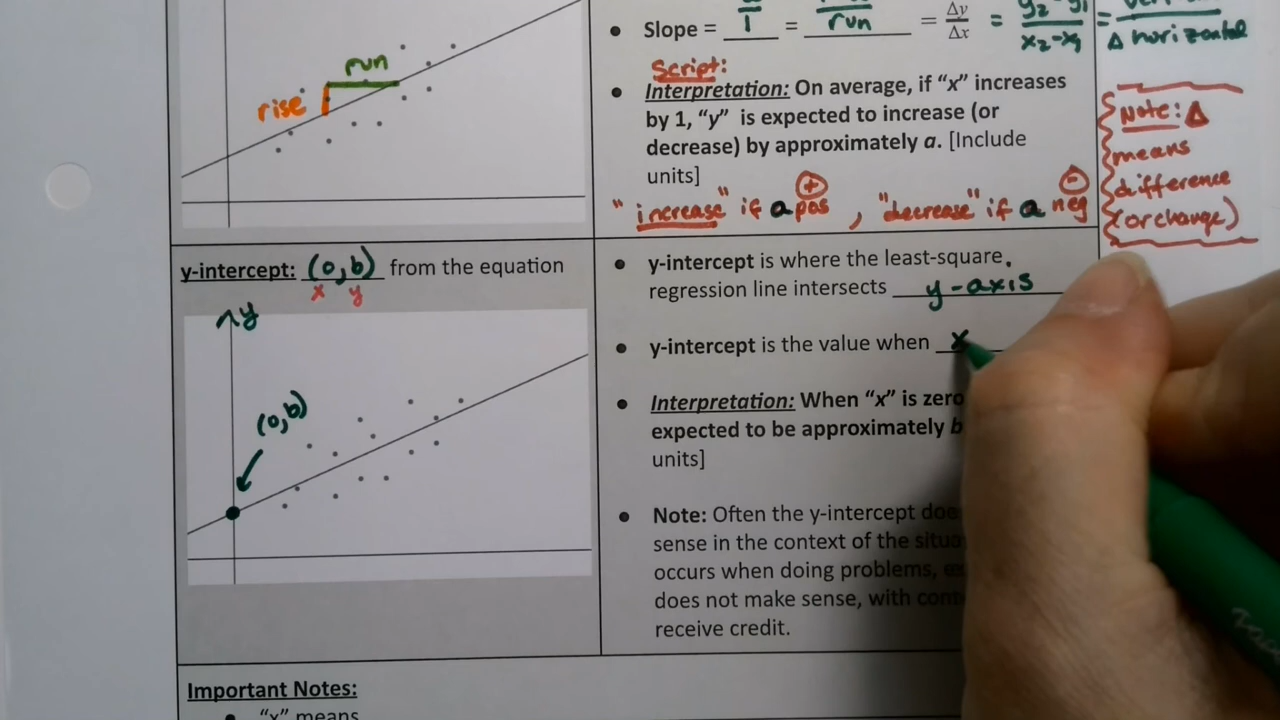 Slope = a/1 = run = Δy/Δx = y₂-y₁/x₂-x₁ = Δ horizontal
run
rise
Script:
Interpretation: On average, if “x” increases
by 1, “y” is expected to increase (or
decrease) by approximately a. [Include
units]
"increase" if a pos + , "decrease" if a neg -
Note: Δ
means
difference
(or change)
y-intercept: (0,b) from the equation
x y
y
(0,b)
y-intercept is where the least-square
regression line intersects y-axis
y-intercept is the value when x
Interpretation: When “x” is zero
expected to be approximately b
units]
Note: Often the y-intercept
sense in the context of the
occurs when doing problems,
does not make sense, with
receive credit.
Important Notes:
“x” means